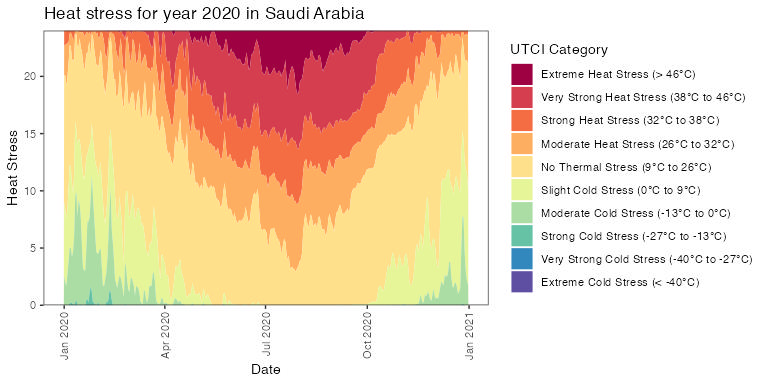 Heat stress for year 2020 in Saudi Arabia
Heat Stress
20
15
10
5
0
Jan 2020
Apr 2020
Jul 2020
Oct 2020
Jan 2021
Date
UTCI Category
Extreme Heat Stress (> 46°C)
Very Strong Heat Stress (38°C to 46°C)
Strong Heat Stress (32°C to 38°C)
Moderate Heat Stress (26°C to 32°C)
No Thermal Stress (9°C to 26°C)
Slight Cold Stress (0°C to 9°C)
Moderate Cold Stress (-13°C to 0°C)
Strong Cold Stress (-27°C to -13°C)
Very Strong Cold Stress (-40°C to -27°C)
Extreme Cold Stress (< -40°C)